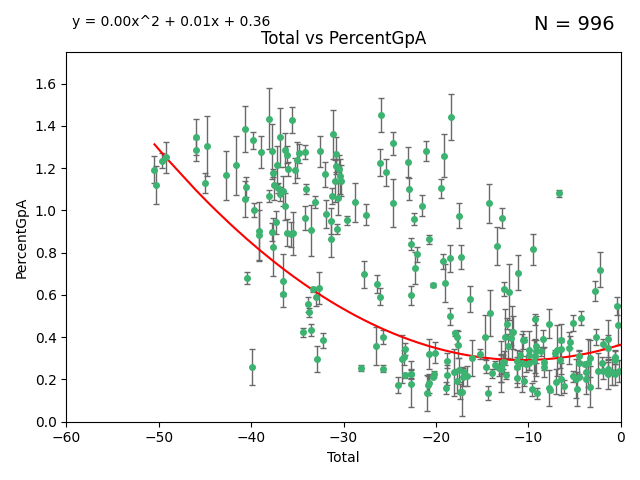 y = 0.00x^2 + 0.01x + 0.36
N = 996
Total vs PercentGpA
PercentGpA
1.6
1.4
1.2
1.0
0.8
0.6
0.4
0.2
0.0
−60 −50 −40 −30 −20 −10 0
Total